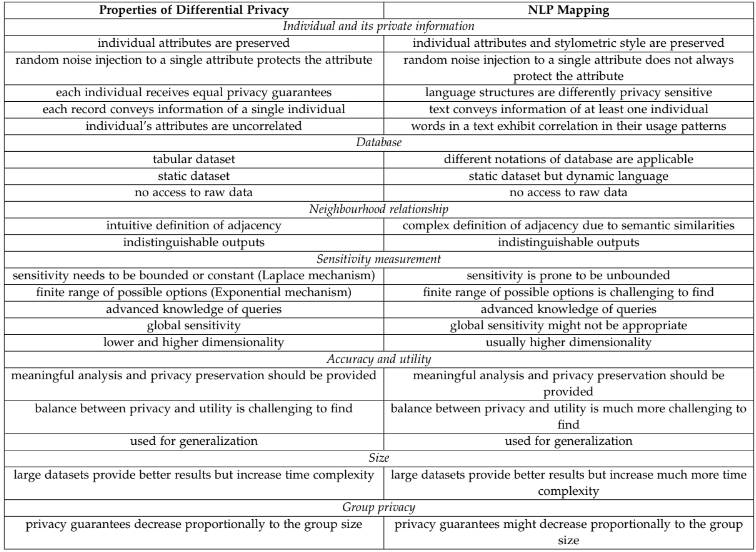 Properties of Differential Privacy NLP Mapping
Individual and its private information
individual attributes are preserved individual attributes and stylometric style are preserved
random noise injection to a single attribute protects the attribute random noise injection to a single attribute does not always
protect the attribute
each individual receives equal privacy guarantees language structures are differently privacy sensitive
each record conveys information of a single individual text conveys information of at least one individual
individual's attributes are uncorrelated words in a text exhibit correlation in their usage patterns
Database
tabular dataset different notations of database are applicable
static dataset static dataset but dynamic language
no access to raw data no access to raw data
Neighbourhood relationship
intuitive definition of adjacency complex definition of adjacency due to semantic similarities
indistinguishable outputs indistinguishable outputs
Sensitivity measurement
sensitivity needs to be bounded or constant (Laplace mechanism) sensitivity is prone to be unbounded
finite range of possible options (Exponential mechanism) finite range of possible options is challenging to find
advanced knowledge of queries advanced knowledge of queries
global sensitivity global sensitivity might not be appropriate
lower and higher dimensionality usually higher dimensionality
Accuracy and utility
meaningful analysis and privacy preservation should be provided meaningful analysis and privacy preservation should be
provided
balance between privacy and utility is challenging to find balance between privacy and utility is much more challenging to
find
used for generalization used for generalization
Size
large datasets provide better results but increase time complexity large datasets provide better results but increase much more time
complexity
Group privacy
privacy guarantees decrease proportionally to the group size privacy guarantees might decrease proportionally to the group
size